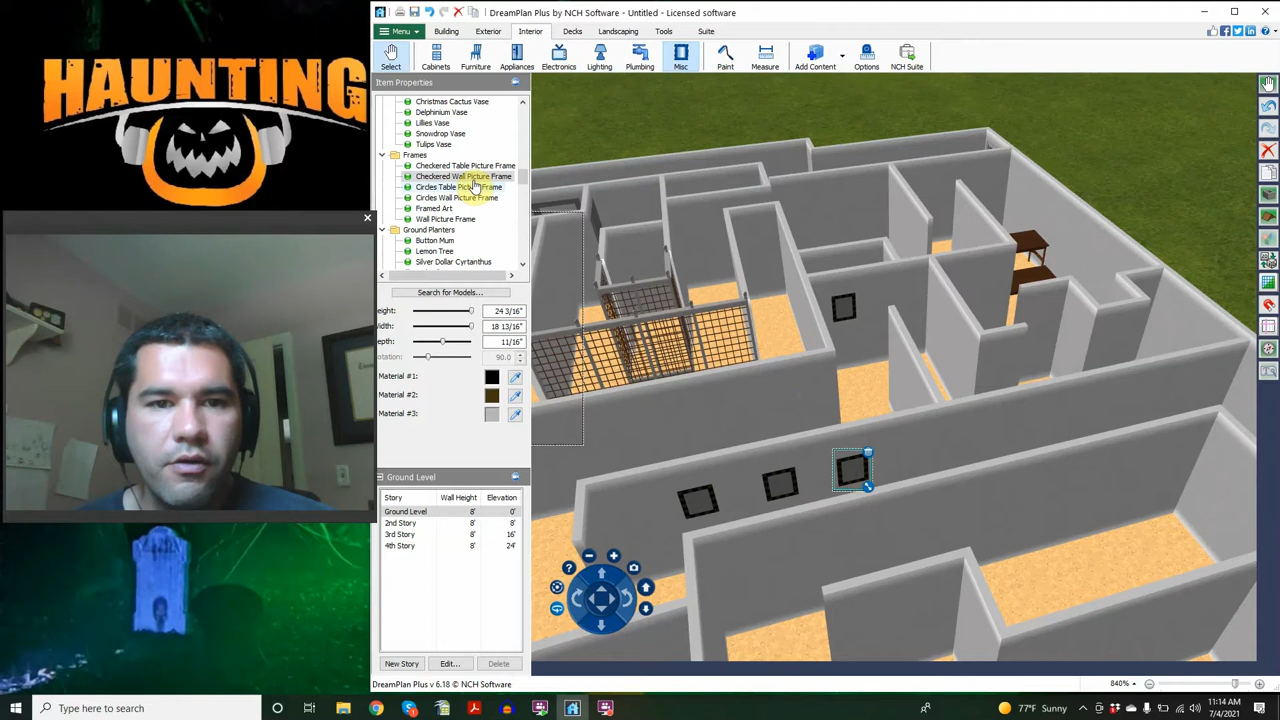 HAUNTING
DreamPlan Plus by NCH Software - Untitled - Licensed software
Menu
Building
Exterior
Interior
Decks
Landscaping
Tools
Suite
Select
Cabinets
Furniture
Appliances
Electronics
Lighting
Plumbing
Misc
Paint
Measure
Add Content
Options
NCH Suite
Item Properties
Christmas Cactus Vase
Delphinium Vase
Lillies Vase
Snowdrop Vase
Tulips Vase
Frames
Checkered Table Picture Frame
Checkered Wall Picture Frame
Circles Table Picture Frame
Circles Wall Picture Frame
Framed Art
Wall Picture Frame
Ground Planters
Button Mum
Lemon Tree
Silver Dollar Cyrtanthus
Search for Models...
eight: 24 3/16"
Width: 18 13/16"
epth: 11/16"
otation: 90.0
Material #1:
Material #2:
Material #3:
Ground Level
Story Wall Height Elevation
Ground Level 8' 0'
2nd Story 8' 8'
3rd Story 8' 16'
4th Story 8' 24'
New Story Edit... Delete
DreamPlan Plus v 6.18 © NCH Software
840%
Type here to search
77°F Sunny
11:14 AM
7/4/2021